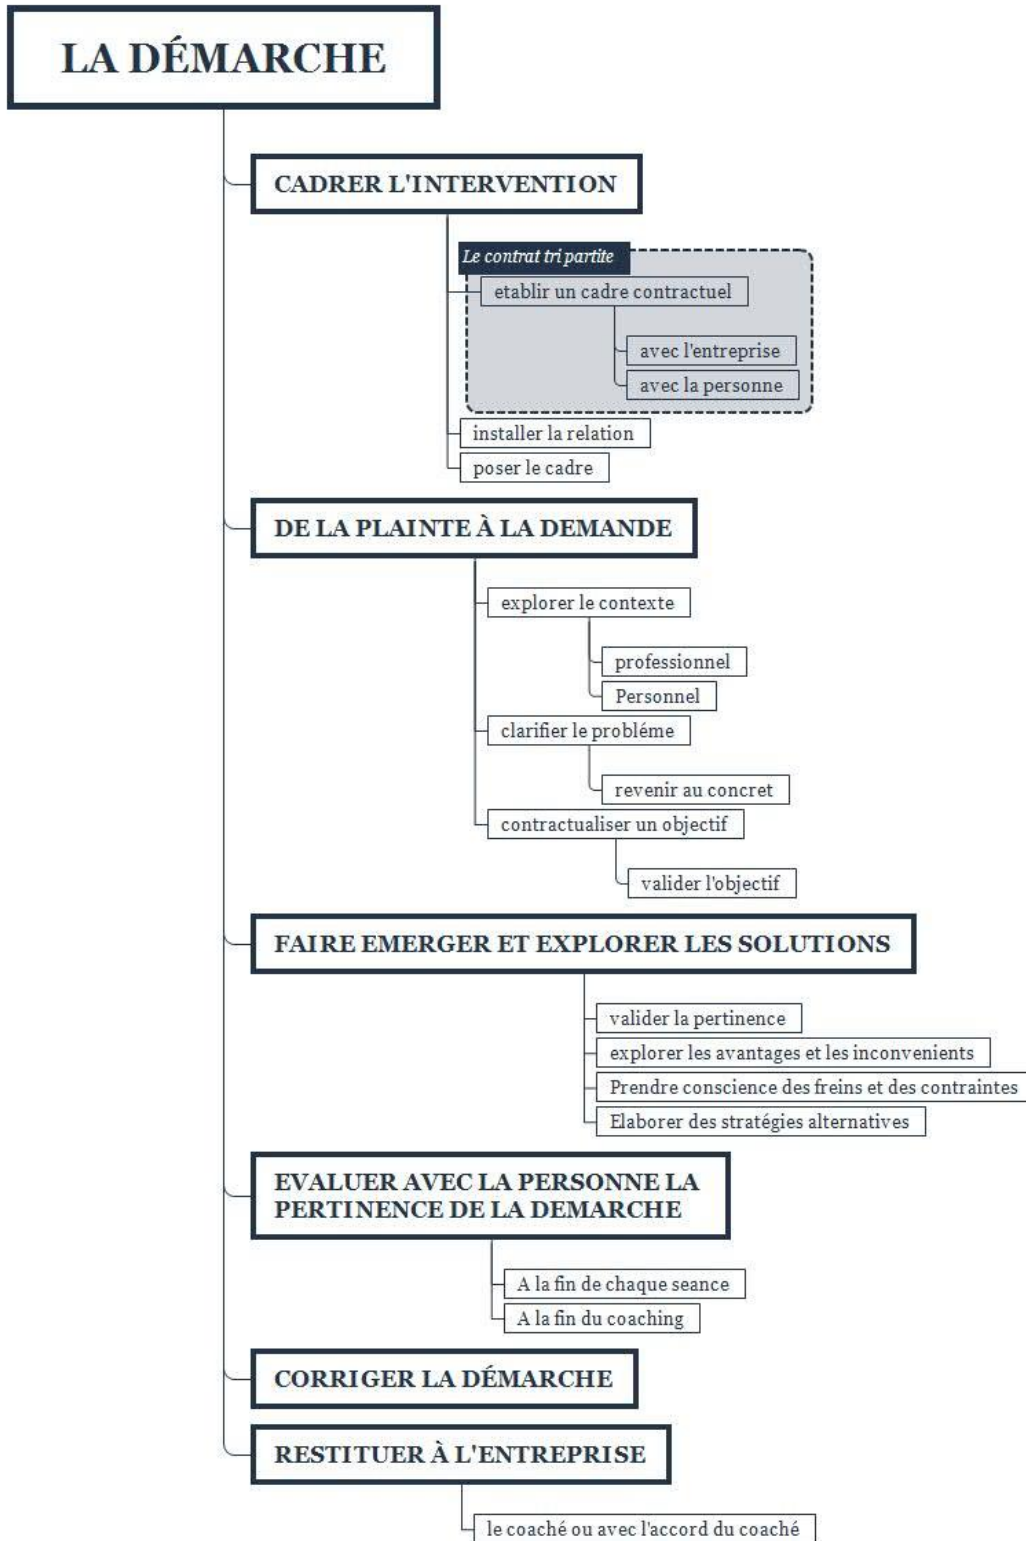 LA DÉMARCHE
CADRER L'INTERVENTION
Le contrat tri partite
etablir un cadre contractuel
avec l'entreprise
avec la personne
installer la relation
poser le cadre
DE LA PLAINTE À LA DEMANDE
explorer le contexte
professionnel
Personnel
clarifier le probléme
revenir au concret
contractualiser un objectif
valider l'objectif
FAIRE EMERGER ET EXPLORER LES SOLUTIONS
valider la pertinence
explorer les avantages et les inconvenients
Prendre conscience des freins et des contraintes
Elaborer des stratégies alternatives
EVALUER AVEC LA PERSONNE LA
PERTINENCE DE LA DEMARCHE
A la fin de chaque seance
A la fin du coaching
CORRIGER LA DÉMARCHE
RESTITUER À L'ENTREPRISE
le coaché ou avec l'accord du coaché